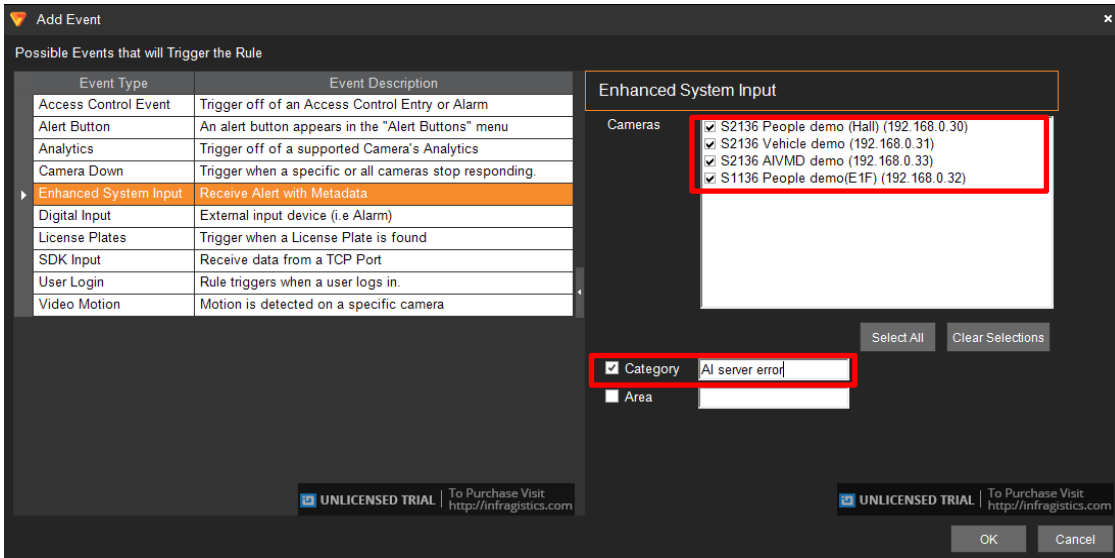 Add Event
Possible Events that will Trigger the Rule
Event Type Event Description
Access Control Event Trigger off of an Access Control Entry or Alarm
Alert Button An alert button appears in the "Alert Buttons" menu
Analytics Trigger off of a supported Camera's Analytics
Camera Down Trigger when a specific or all cameras stop responding.
Enhanced System Input Receive Alert with Metadata
Digital Input External input device (i.e Alarm)
License Plates Trigger when a License Plate is found
SDK Input Receive data from a TCP Port
User Login Rule triggers when a user logs in.
Video Motion Motion is detected on a specific camera
UNLICENSED TRIAL To Purchase Visit
http://infragistics.com
Enhanced System Input
Cameras
S2136 People demo (Hall) (192.168.0.30)
S2136 Vehicle demo (192.168.0.31)
S2136 AIVMD demo (192.168.0.33)
S1136 People demo(E1F) (192.168.0.32)
Select All Clear Selections
Category AI server error
Area
UNLICENSED TRIAL To Purchase Visit
http://infragistics.com
OK Cancel